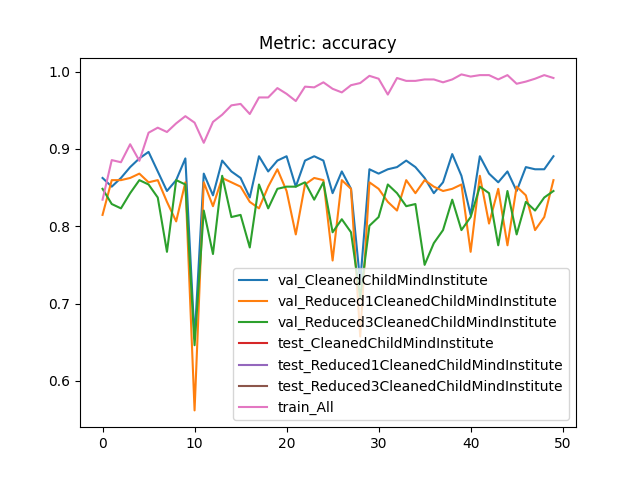 Metric: accuracy
1.0
0.9
0.8
0.7
0.6
val_CleanedChildMindInstitute
val_Reduced1CleanedChildMindInstitute
val_Reduced3CleanedChildMindInstitute
test_CleanedChildMindInstitute
test_Reduced1CleanedChildMindInstitute
test_Reduced3CleanedChildMindInstitute
train_All
0 10 20 30 40 50